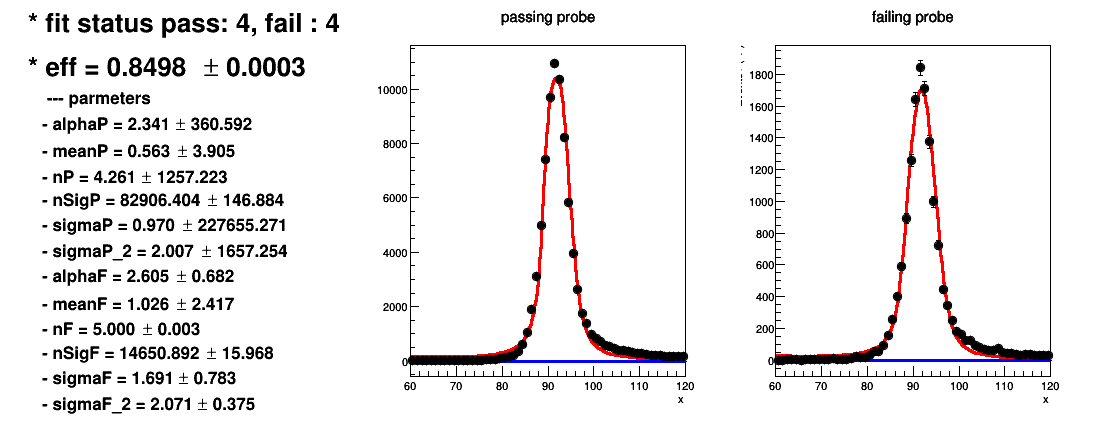 * fit status pass: 4, fail : 4
* eff = 0.8498 ± 0.0003
--- parmeters
- alphaP = 2.341 ± 360.592
- meanP = 0.563 ± 3.905
- nP = 4.261 ± 1257.223
- nSigP = 82906.404 ± 146.884
- sigmaP = 0.970 ± 227655.271
- sigmaP_2 = 2.007 ± 1657.254
- alphaF = 2.605 ± 0.682
- meanF = 1.026 ± 2.417
- nF = 5.000 ± 0.003
- nSigF = 14650.892 ± 15.968
- sigmaF = 1.691 ± 0.783
- sigmaF_2 = 2.071 ± 0.375
passing probe
10000
8000
6000
4000
2000
0
60 70 80 90 100 110 120
x
failing probe
1800
1600
1400
1200
1000
800
600
400
200
0
60 70 80 90 100 110 120
x